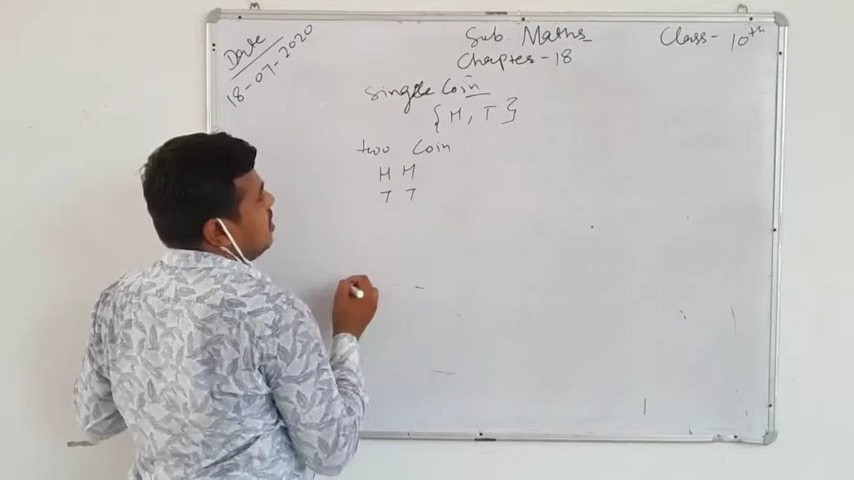 Date
18-07-2020
Sub. Maths
Chapter-18
Class- 10th
Single Coin
{H, T}
two Coin
H H
T T